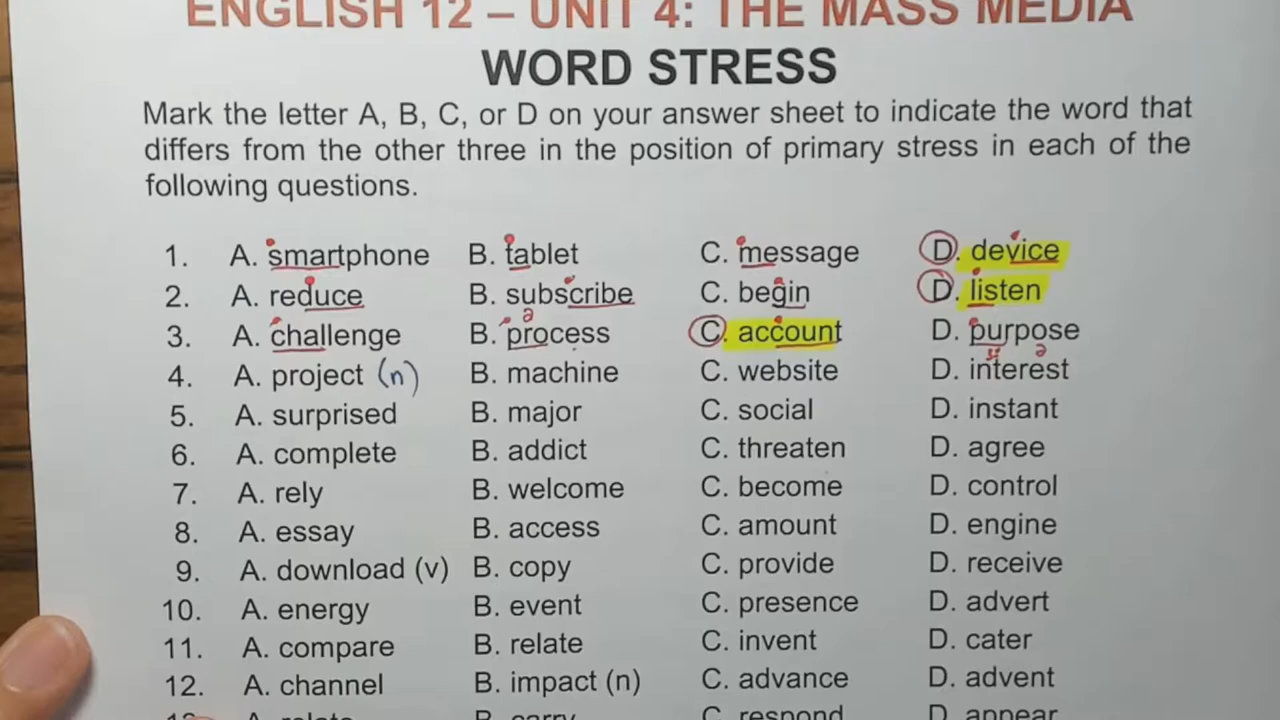 ENGLISH 12 – UNIT 4: THE MASS MEDIA
WORD STRESS
Mark the letter A, B, C, or D on your answer sheet to indicate the word that
differs from the other three in the position of primary stress in each of the
following questions.
1. A. smartphone B. tablet C. message D. device
2. A. reduce B. subscribe C. begin D. listen
3. A. challenge B. process C. account D. purpose
4. A. project (n) B. machine C. website D. interest
5. A. surprised B. major C. social D. instant
6. A. complete B. addict C. threaten D. agree
7. A. rely B. welcome C. become D. control
8. A. essay B. access C. amount D. engine
9. A. download (v) B. copy C. provide D. receive
10. A. energy B. event C. presence D. advert
11. A. compare B. relate C. invent D. cater
12. A. channel B. impact (n) C. advance D. advent
13. A. relate B. carry C. respond D. appear